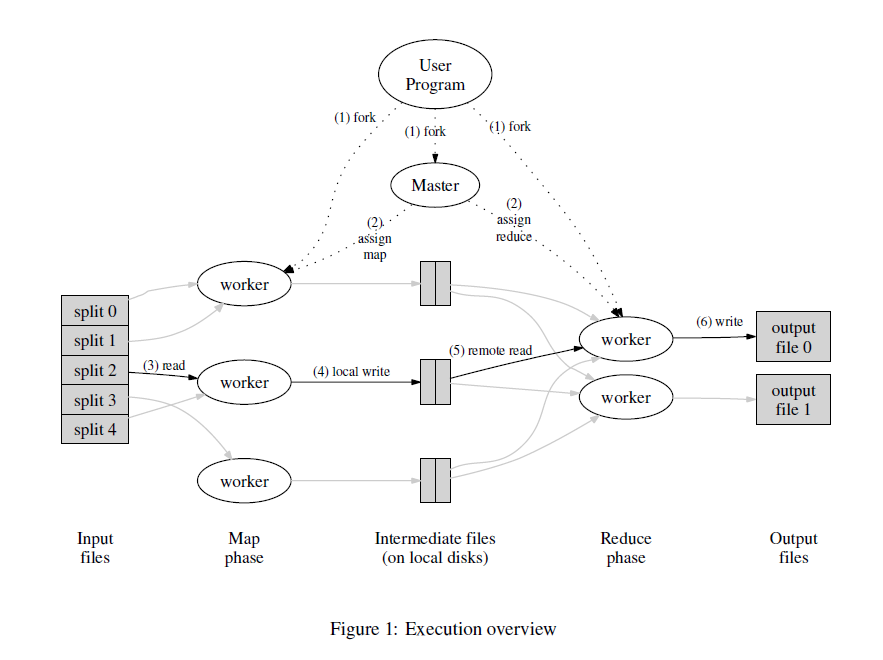 User
Program
(1) fork
(1) fork
(1) fork
Master
(2)
assign
map
(2)
assign
reduce
worker
split 0
split 1
split 2
split 3
split 4
(3) read
worker
(4) local write
(5) remote read
worker
(6) write
output
file 0
worker
output
file 1
worker
Input
files
Map
phase
Intermediate files
(on local disks)
Reduce
phase
Output
files
Figure 1: Execution overview